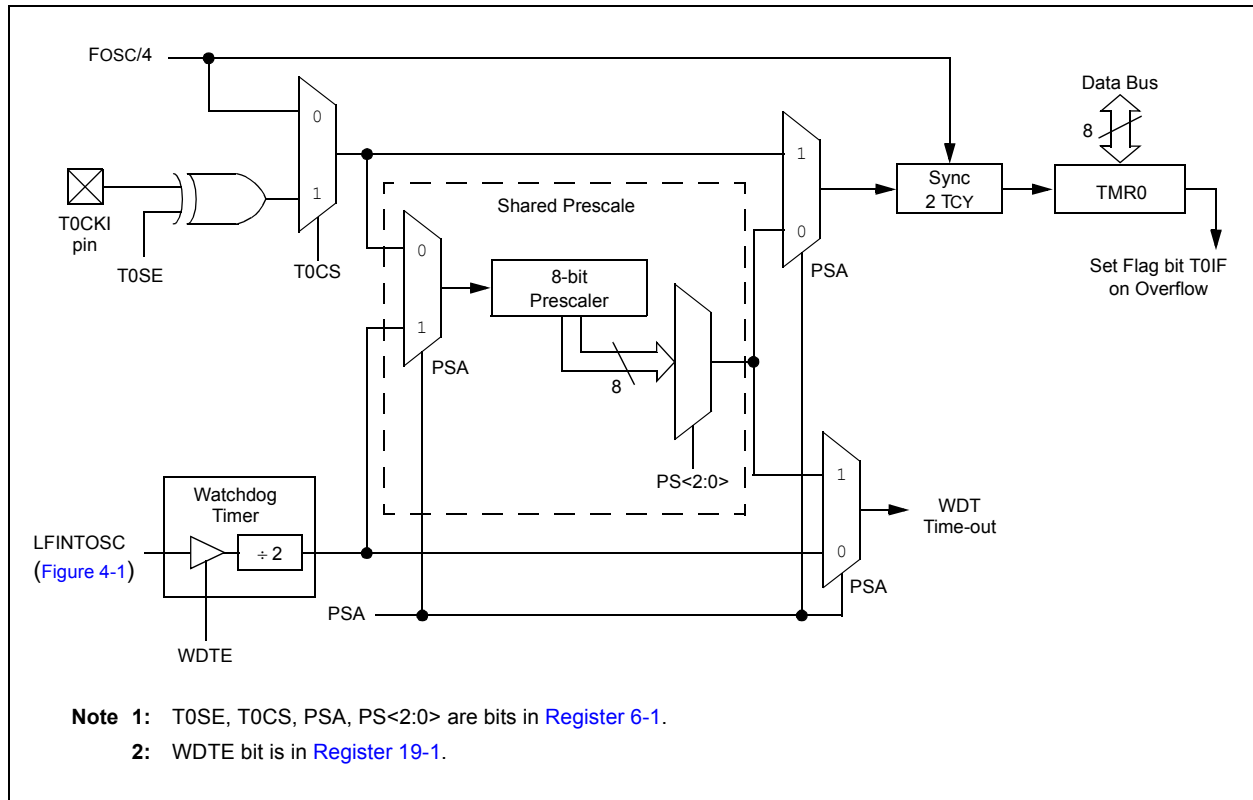 FOSC/4
Data Bus
8
0
1
T0CKI
pin
T0SE
T0CS
Shared Prescale
0
1
PSA
8-bit
Prescaler
8
PS<2:0>
1
0
PSA
Sync
2 TCY
TMR0
Set Flag bit T0IF
on Overflow
Watchdog
Timer
LFINTOSC
(Figure 4-1)
÷ 2
WDTE
PSA
1
0
PSA
WDT
Time-out
Note 1: T0SE, T0CS, PSA, PS<2:0> are bits in Register 6-1.
2: WDTE bit is in Register 19-1.